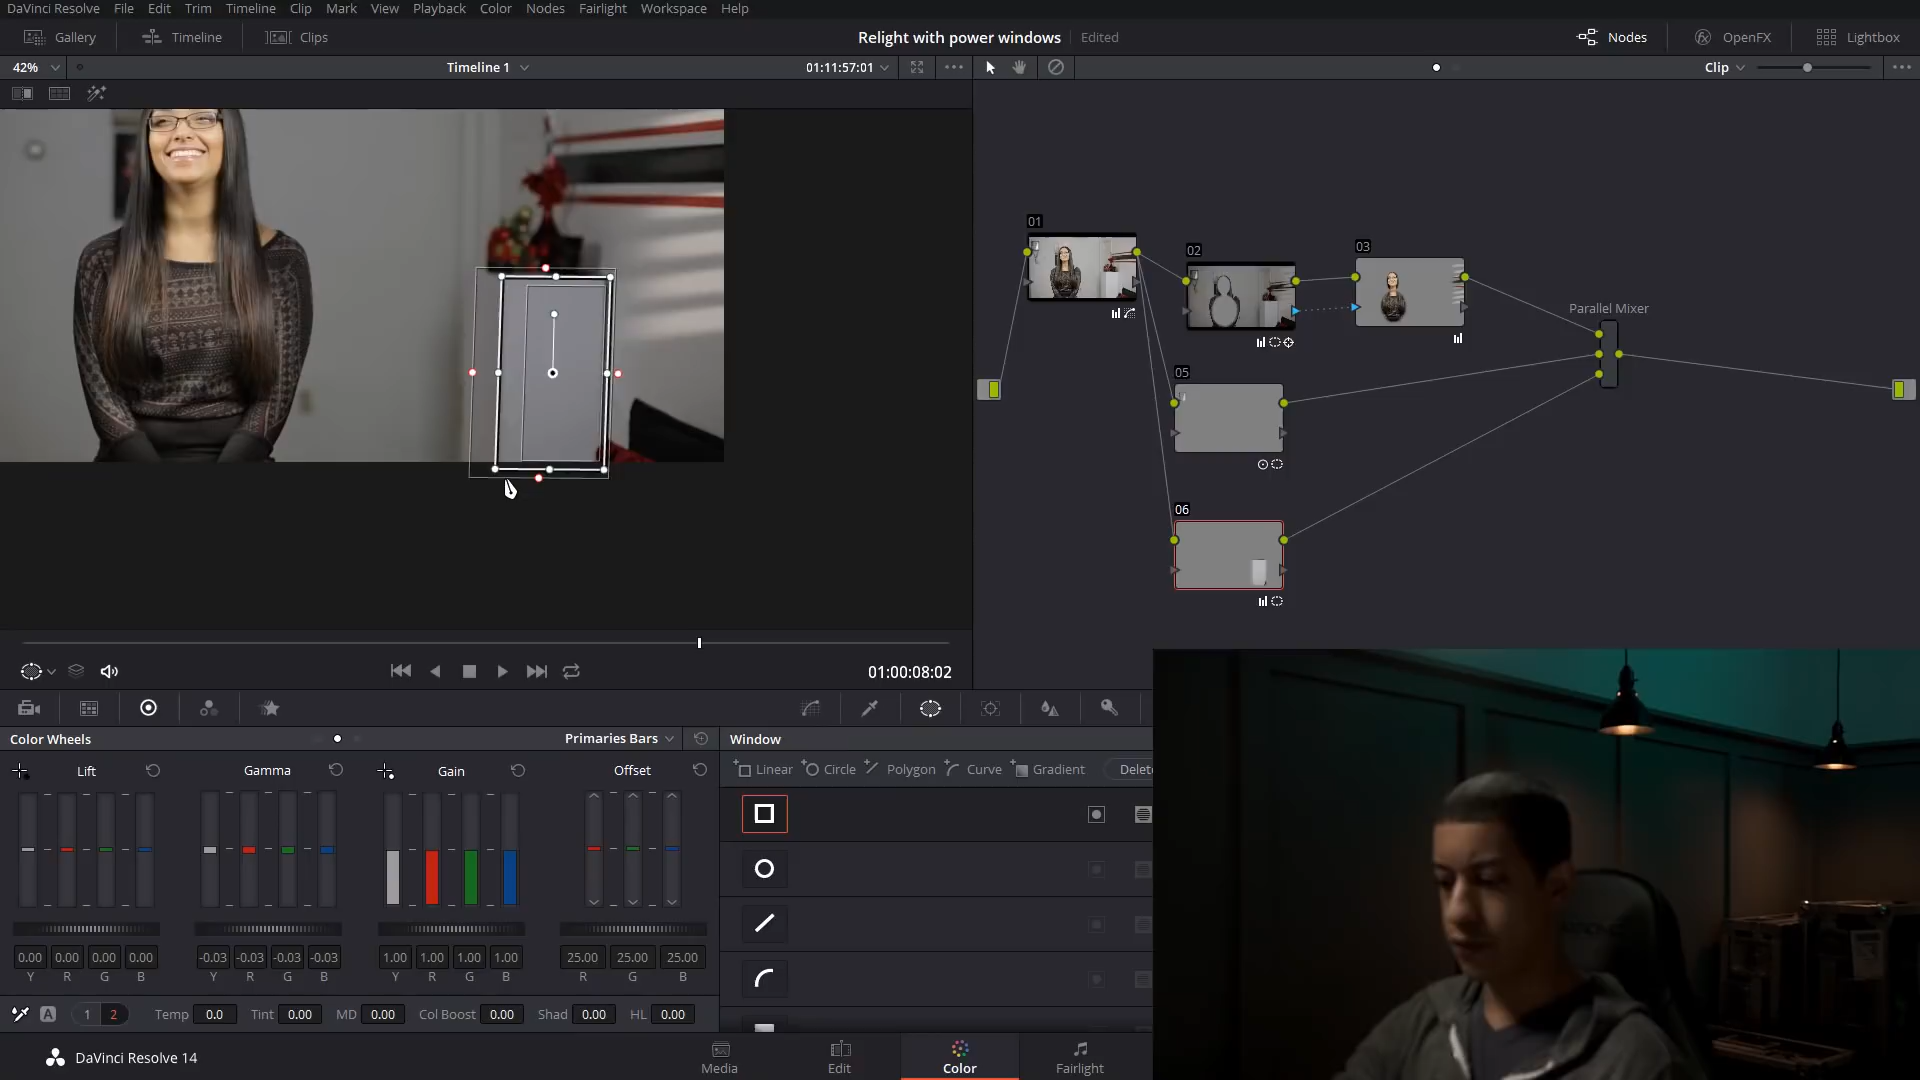 DaVinci Resolve File Edit Trim Timeline Clip Mark View Playback Color Nodes Fairlight Workspace Help
Gallery Timeline Clips Relight with power windows Edited Nodes OpenFX Lightbox
42% Timeline 1 01:11:57:01 Clip
01
02
03
Parallel Mixer
05
06
01:00:08:02
Color Wheels Primaries Bars Window
Lift Gamma Gain Offset
Linear Circle Polygon Curve Gradient Delet
0.00 0.00 0.00 0.00 -0.03 -0.03 -0.03 -0.03 1.00 1.00 1.00 1.00 25.00 25.00 25.00
Y R G B Y R G B Y R G B R G B
A 1 2 Temp 0.0 Tint 0.00 MD 0.00 Col Boost 0.00 Shad 0.00 HL 0.00
DaVinci Resolve 14 Media Edit Color Fairlight